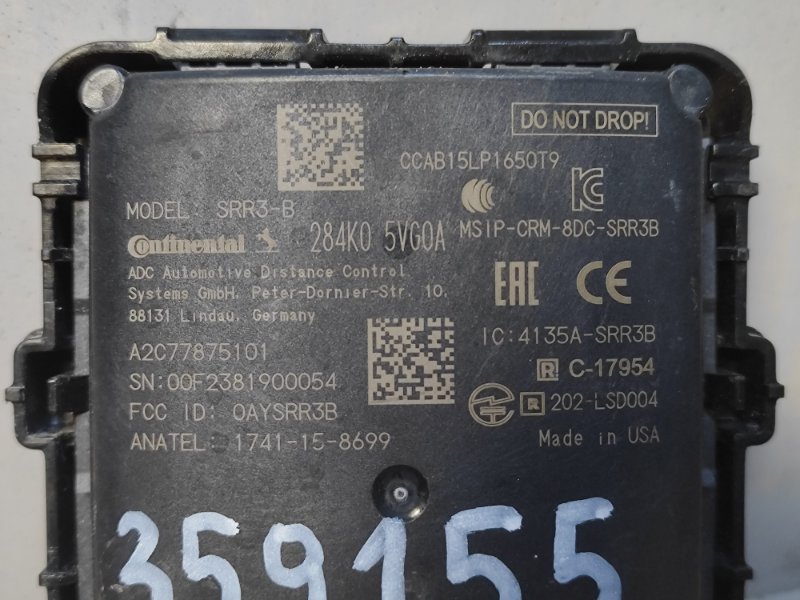 DO NOT DROP!
CCAB15LP1650T9
MODEL: SRR3-B
Continental 284K0 5VG0A MSIP-CRM-8DC-SRR3B
ADC Automotive Distance Control
Systems GmbH, Peter-Dornier-Str. 10,
88131 Lindau, Germany
EAC CE
IC:4135A-SRR3B
A2C77875101
R C-17954
SN:00F2381900054
R 202-LSD004
FCC ID: OAYSRR3B
ANATEL: 1741-15-8699
Made in USA
359155